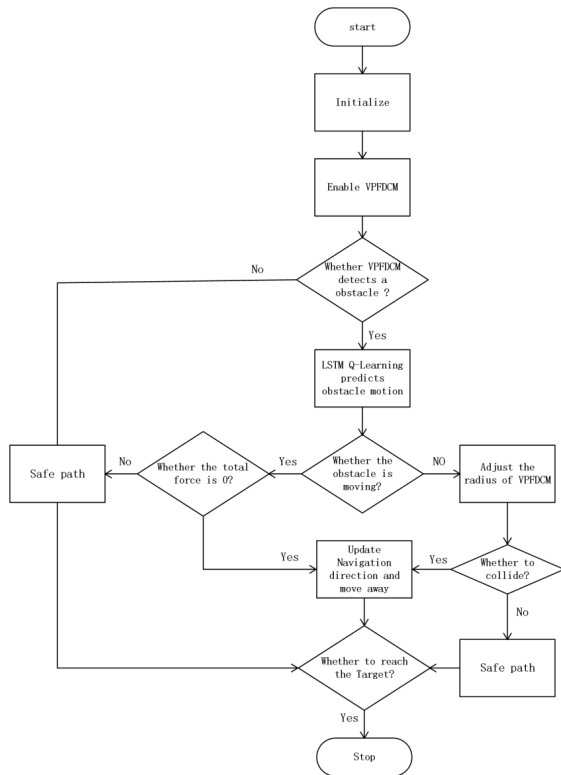 start
Initialize
Enable VPFDCM
Whether VPFDCM
detects a
obstacle ?
No
Yes
LSTM Q-Learning
predicts
obstacle motion
Safe path
No
Whether the total
force is 0?
Yes
Whether the
obstacle is
moving?
NO
Adjust the
radius of VPFDCM
Yes
Update
Navigation
direction and
move away
Yes
Whether to
collide?
No
Whether to reach
the Target?
Safe path
Yes
Stop